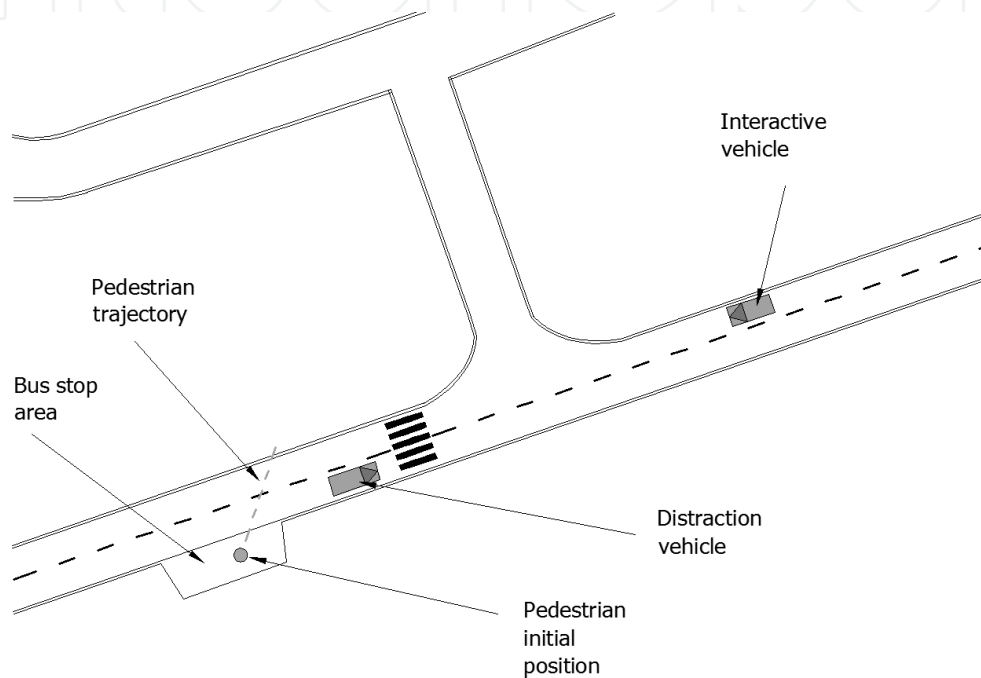 Interactive
vehicle
Pedestrian
trajectory
Bus stop
area
Distraction
vehicle
Pedestrian
initial
position